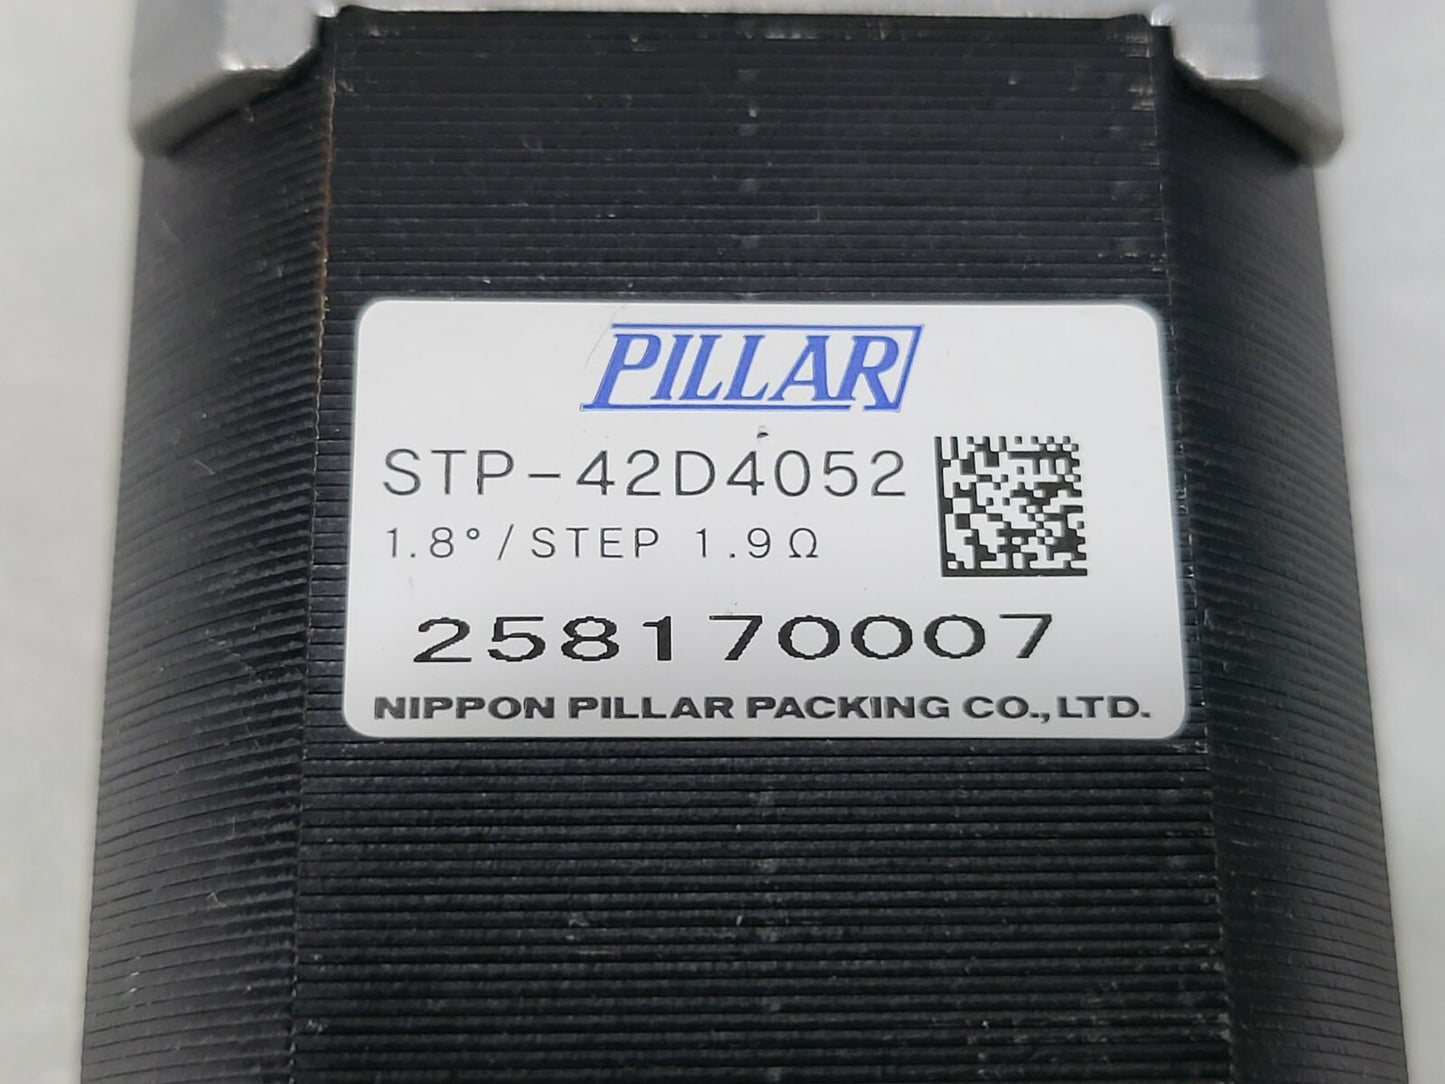 PILLAR
STP-42D4052
1.8°/STEP 1.9Ω
258170007
NIPPON PILLAR PACKING CO.,LTD.